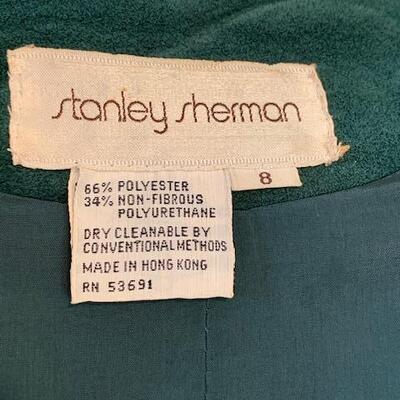 stanley sherman
8
66% POLYESTER
34% NON-FIBROUS
POLYURETHANE
DRY CLEANABLE BY
CONVENTIONAL METHODS
MADE IN HONG KONG
RN 53691